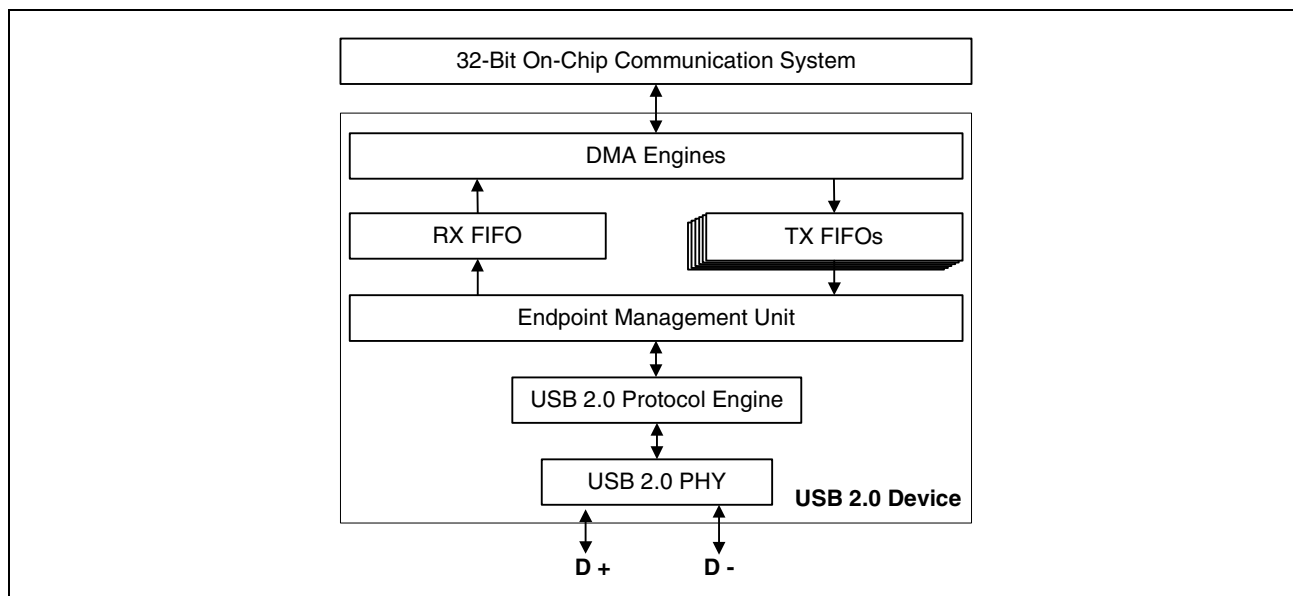 32-Bit On-Chip Communication System
DMA Engines
RX FIFO
TX FIFOs
Endpoint Management Unit
USB 2.0 Protocol Engine
USB 2.0 PHY
USB 2.0 Device
D +
D -